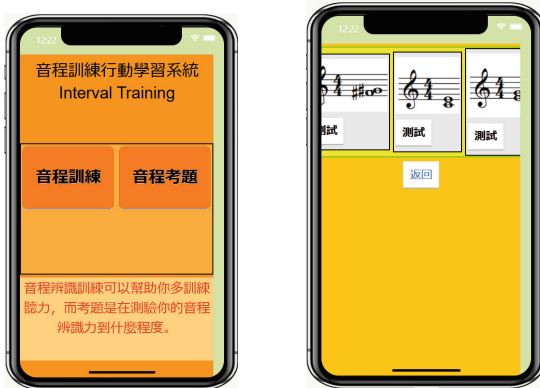 12:22
音程訓練行動學習系統
Interval Training
音程訓練
音程考題
音程辨識訓練可以幫助你多訓練
聽力，而考題是在測驗你的音程
辨識力到什麼程度。
12:22
測試
測試
測試
返回